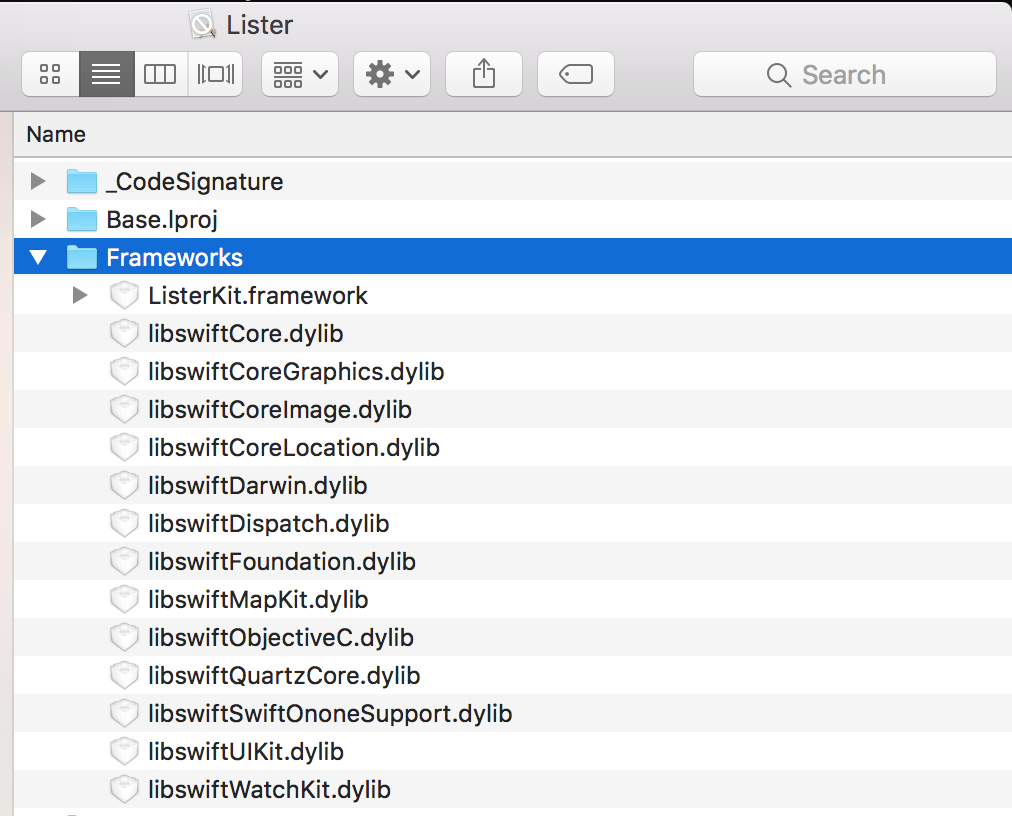 Lister
Search
Name
_CodeSignature
Base.lproj
Frameworks
ListerKit.framework
libswiftCore.dylib
libswiftCoreGraphics.dylib
libswiftCoreImage.dylib
libswiftCoreLocation.dylib
libswiftDarwin.dylib
libswiftDispatch.dylib
libswiftFoundation.dylib
libswiftMapKit.dylib
libswiftObjectiveC.dylib
libswiftQuartzCore.dylib
libswiftSwiftOnoneSupport.dylib
libswiftUIKit.dylib
libswiftWatchKit.dylib